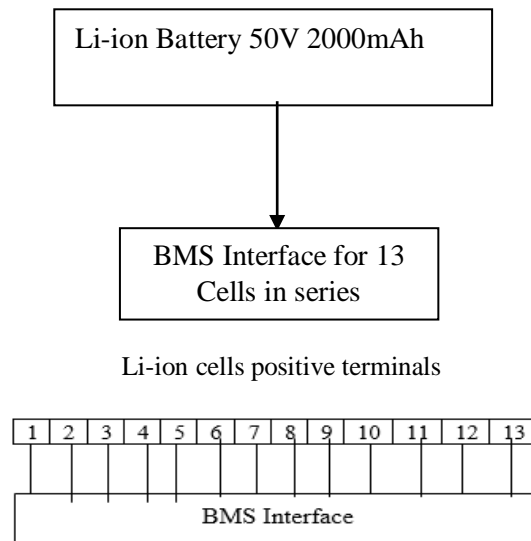 Li-ion Battery 50V 2000mAh
BMS Interface for 13
Cells in series
Li-ion cells positive terminals
1 2 3 4 5 6 7 8 9 10 11 12 13
BMS Interface